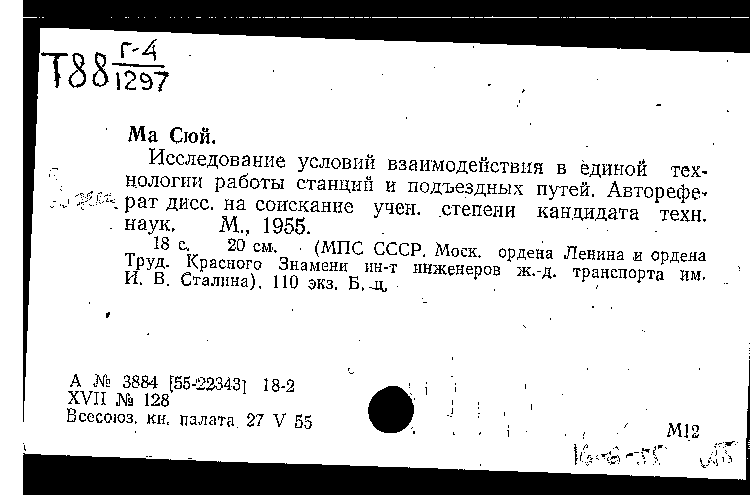 Т88 Г-4
1297
Ма Сюй.
Исследование условий взаимодействия в единой тех-
нологии работы станций и подъездных путей. Авторефе-
рат дисс. на соискание учен. степени кандидата техн.
наук. М., 1955.
18 с. 20 см. (МПС СССР. Моск. ордена Ленина и ордена
Труд. Красного Знамени ин-т инженеров ж.-д. транспорта им.
И. В. Сталина). 110 экз. Б. ц.
А № 3884 [55-22343] 18-2
XVII № 128
Всесоюз. кн. палата 27 V 55
М12
16-6-55